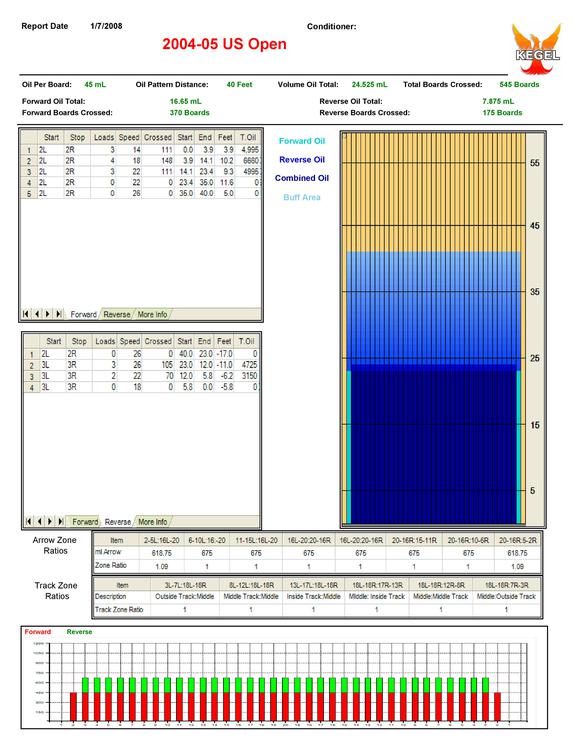 Report Date 1/7/2008 Conditioner:
2004-05 US Open
KEGEL
Oil Per Board: 45 mL Oil Pattern Distance: 40 Feet Volume Oil Total: 24.525 mL Total Boards Crossed: 545 Boards
Forward Oil Total: 16.65 mL Reverse Oil Total: 7.875 mL
Forward Boards Crossed: 370 Boards Reverse Boards Crossed: 175 Boards
Start Stop Loads Speed Crossed Start End Feet T.Oil
1 2L 2R 3 14 111 0.0 3.9 3.9 4,995
2 2L 2R 4 18 148 3.9 14.1 10.2 6660
3 2L 2R 3 22 111 14.1 23.4 9.3 4995
4 2L 2R 0 22 0 23.4 35.0 11.6 0
5 2L 2R 0 26 0 35.0 40.0 5.0 0
Forward Reverse More Info
Forward Oil
Reverse Oil
Combined Oil
Buff Area
55
45
35
25
15
5
Start Stop Loads Speed Crossed Start End Feet T.Oil
1 2L 2R 0 26 0 40.0 23.0 -17.0 0
2 3L 3R 3 26 105 23.0 12.0 -11.0 4725
3 3L 3R 2 22 70 12.0 5.8 -6.2 3150
4 3L 3R 0 18 0 5.8 0.0 -5.8 0
Forward Reverse More Info
Arrow Zone Ratios
Item 2-5L:16L-20 6-10L:16L-20 11-15L:16L-20 16L-20:20-16R 16L-20:20-16R 20-16R:15-11R 20-16R:10-6R 20-16R:5-2R
ml Arrow 618.75 675 675 675 675 675 675 618.75
Zone Ratio 1.09 1 1 1 1 1 1 1.09
Track Zone Ratios
Item 3L-7L:18L-18R 8L-12L:18L-18R 13L-17L:18L-18R 18L-18R:17R-13R 18L-18R:12R-8R 18L-18R:7R-3R
Description Outside Track:Middle Middle Track:Middle Inside Track:Middle Middle: Inside Track Middle:Middle Track Middle:Outside Track
Track Zone Ratio 1 1 1 1 1 1
Forward Reverse